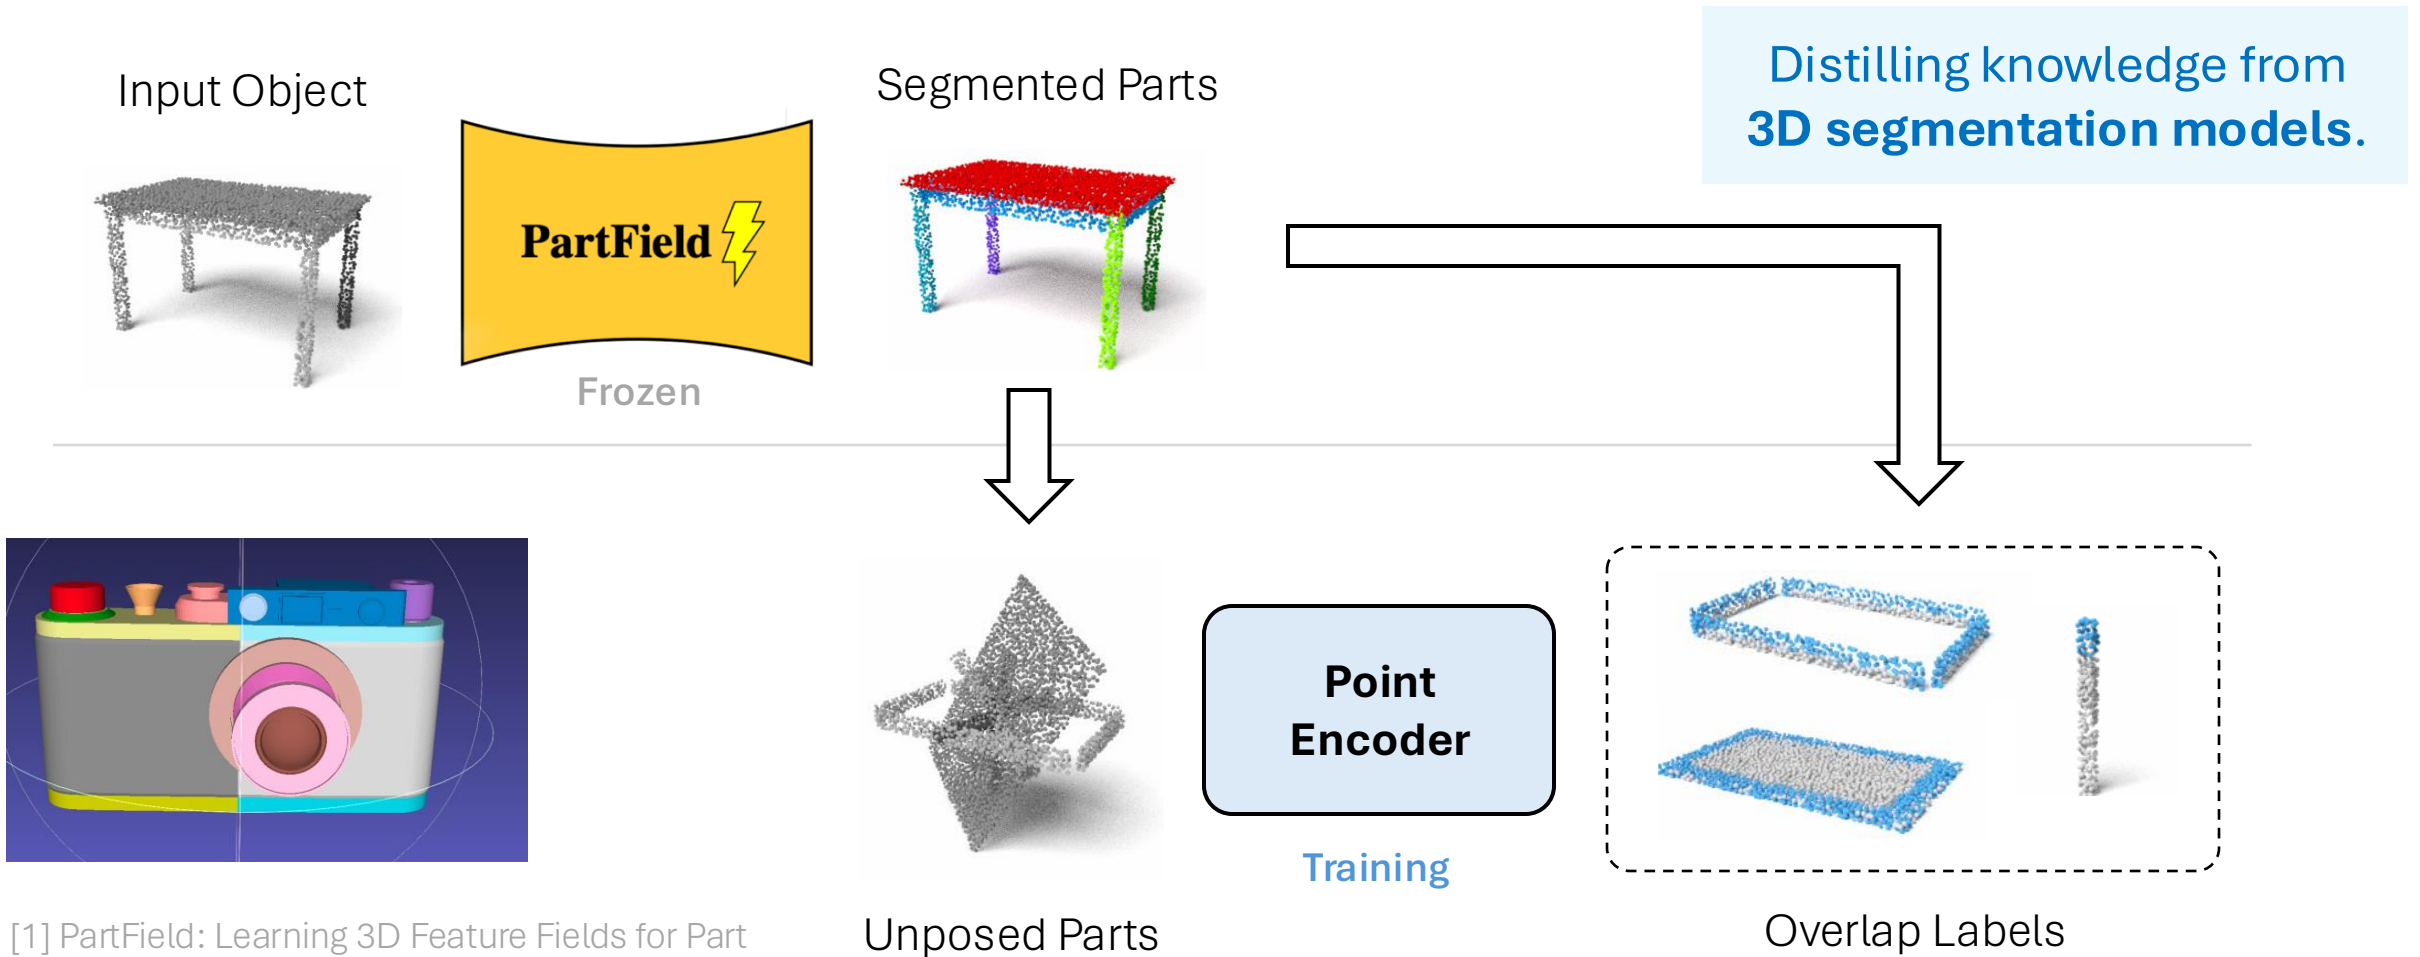 Input Object
Segmented Parts
Distilling knowledge from
3D segmentation models.
PartField
Frozen
Point
Encoder
Training
Unposed Parts
Overlap Labels
[1] PartField: Learning 3D Feature Fields for Part